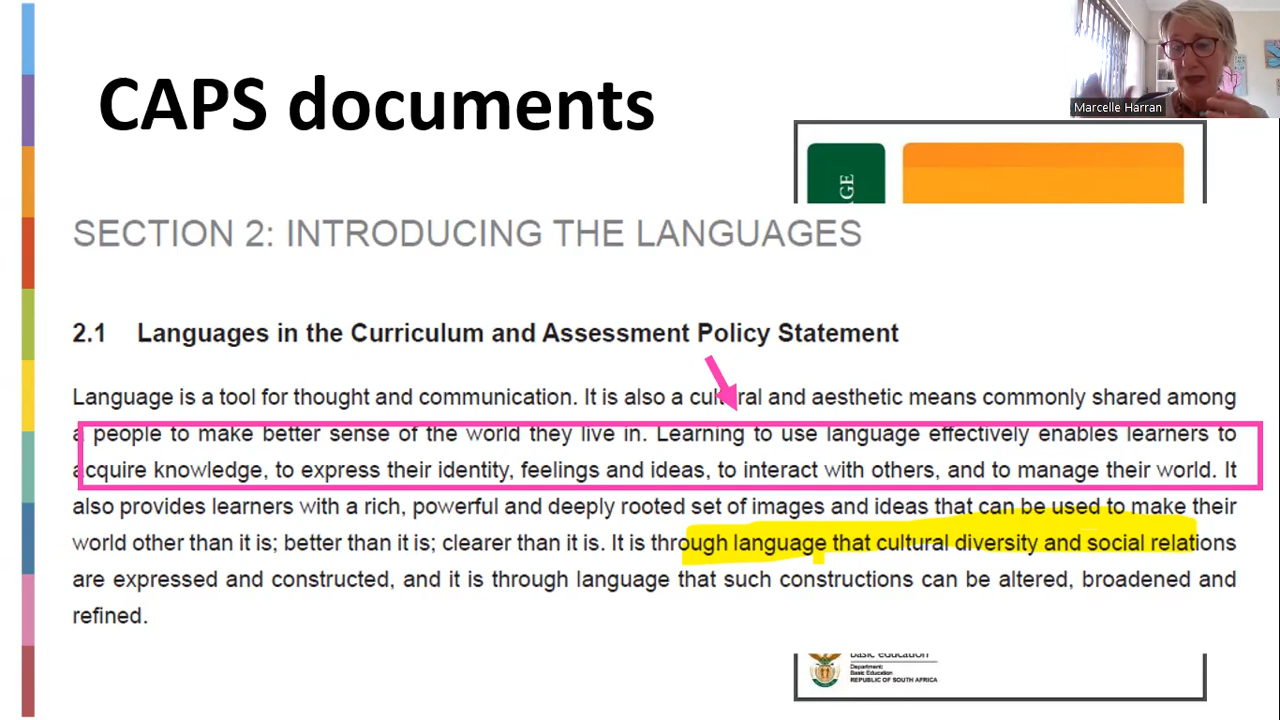 CAPS documents
Marcelle Harran
GE
SECTION 2: INTRODUCING THE LANGUAGES
2.1 Languages in the Curriculum and Assessment Policy Statement
Language is a tool for thought and communication. It is also a cultural and aesthetic means commonly shared among
a people to make better sense of the world they live in. Learning to use language effectively enables learners to
acquire knowledge, to express their identity, feelings and ideas, to interact with others, and to manage their world. It
also provides learners with a rich, powerful and deeply rooted set of images and ideas that can be used to make their
world other than it is; better than it is; clearer than it is. It is through language that cultural diversity and social relations
are expressed and constructed, and it is through language that such constructions can be altered, broadened and
refined.
basic education
Department:
Basic Education
REPUBLIC OF SOUTH AFRICA